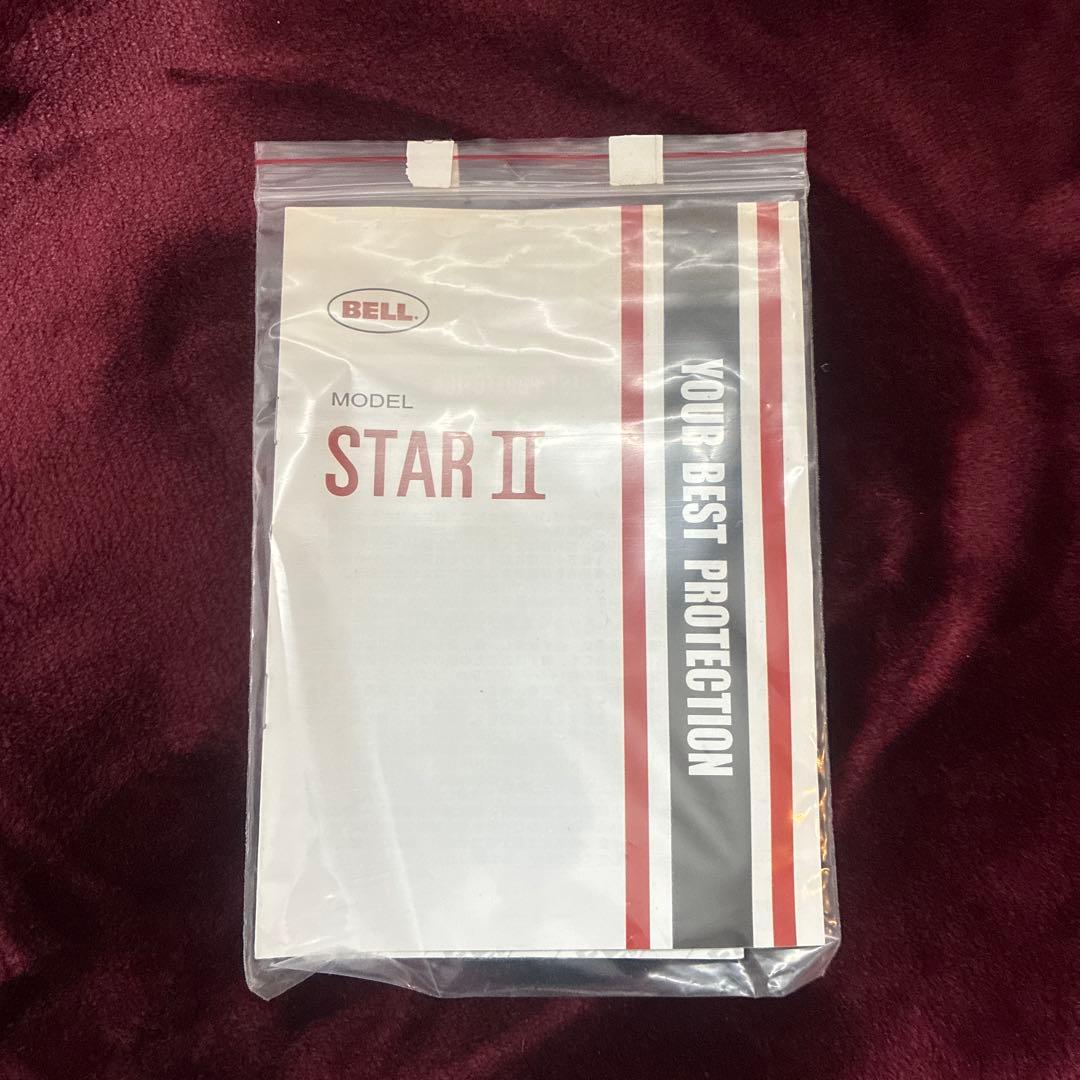 BELL.
MODEL
STAR II
YOUR BEST PROTECTION